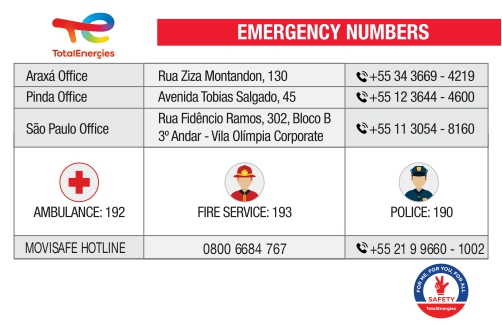 TotalEnergies
EMERGENCY NUMBERS
Araxá Office Rua Ziza Montandon, 130 +55 34 3669 - 4219
Pinda Office Avenida Tobias Salgado, 45 +55 12 3644 - 4600
São Paulo Office Rua Fidêncio Ramos, 302, Bloco B
3º Andar - Vila Olímpia Corporate +55 11 3054 - 8160
AMBULANCE: 192 FIRE SERVICE: 193 POLICE: 190
MOVISAFE HOTLINE 0800 6684 767 +55 21 9 9660 - 1002
FOR ME, FOR YOU, FOR ALL
SAFETY
TotalEnergies